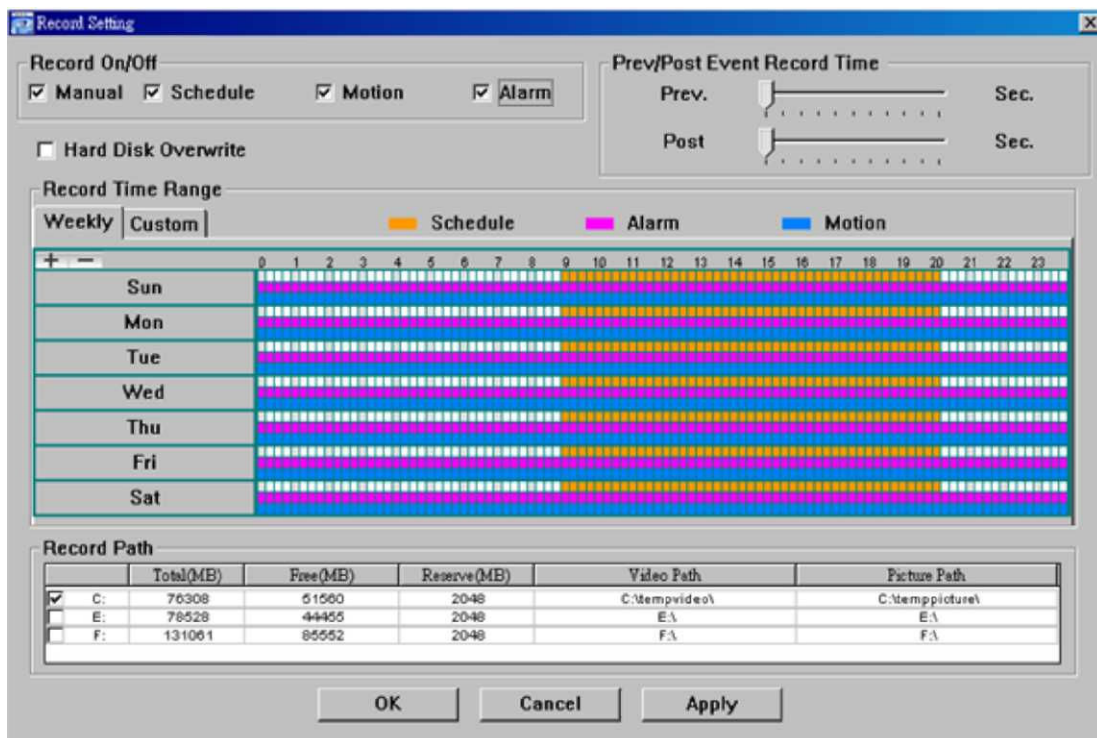 Record Setting
Record On/Off
Manual Schedule Motion Alarm
Hard Disk Overwrite
Prev/Post Event Record Time
Prev. Sec.
Post Sec.
Record Time Range
Weekly Custom Schedule Alarm Motion
+ − 0 1 2 3 4 5 6 7 8 9 10 11 12 13 14 15 16 17 18 19 20 21 22 23
Sun
Mon
Tue
Wed
Thu
Fri
Sat
Record Path
Total(MB) Free(MB) Reserve(MB) Video Path Picture Path
C: 76308 51560 2048 C:\tempvideo\ C:\temppicture\
E: 78528 44455 2048 E:\ E:\
F: 131061 85552 2048 F:\ F:\
OK Cancel Apply